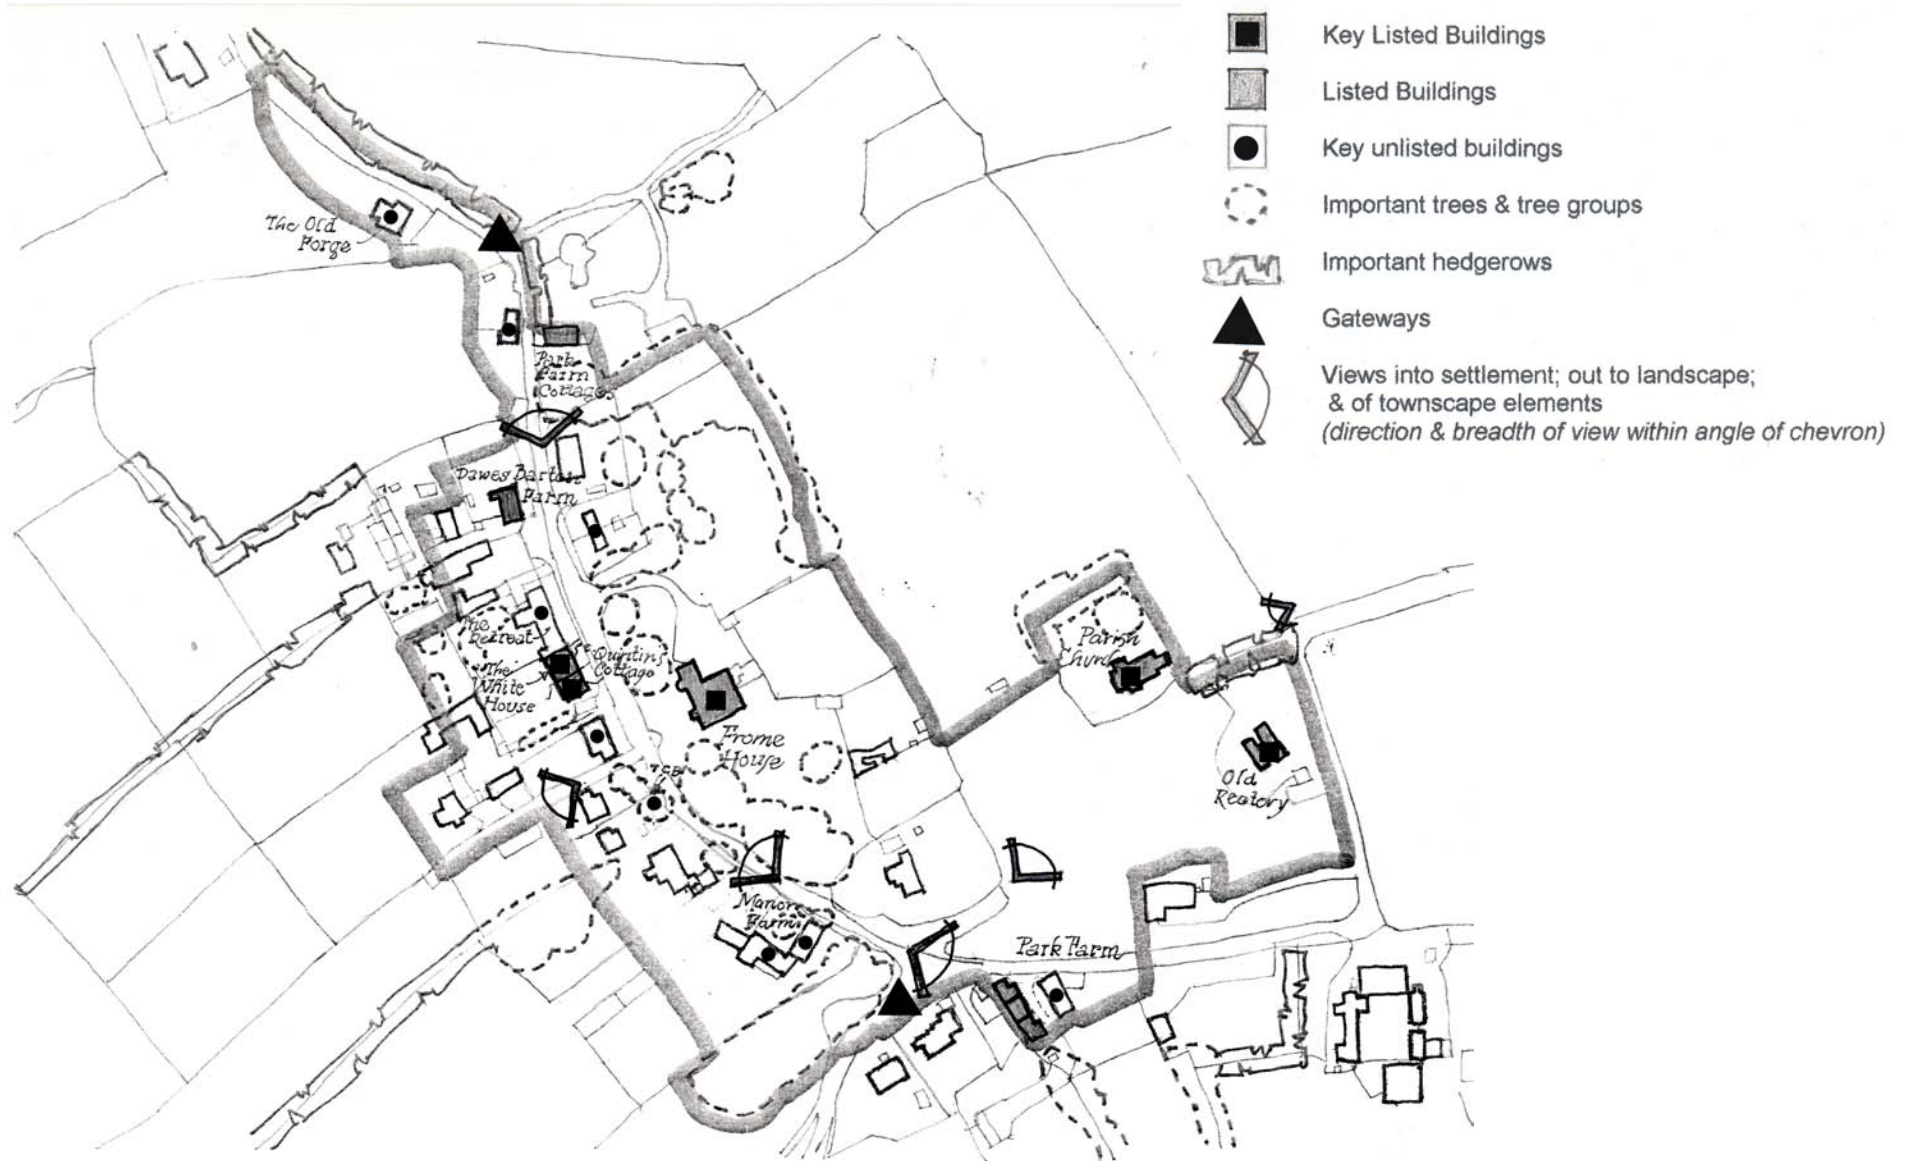 Key Listed Buildings
Listed Buildings
Key unlisted buildings
Important trees & tree groups
Important hedgerows
Gateways
Views into settlement; out to landscape;
& of townscape elements
(direction & breadth of view within angle of chevron)
The Old
Forge
Park
Farm
Cottages
Dawes Barton
Farm
The
Retreat
Quintins
Cottage
The
White
House
Frome
House
TCB
Parish
Church
Old
Rectory
Manor
Farm
Park Farm